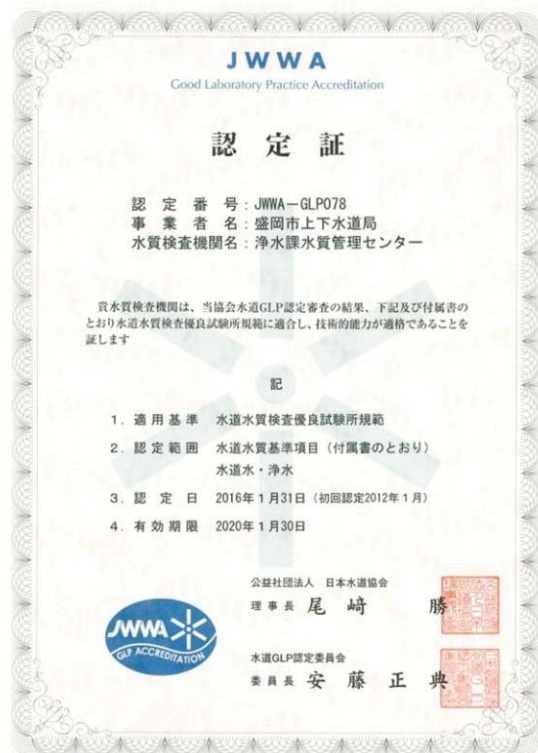 JWWA
Good Laboratory Practice Accreditation
認定証
認定番号:JWWA-GLP078
事業者名:盛岡市上下水道局
水質検査機関名:浄水課水質管理センター
貴水質検査機関は、当協会水道GLP認定審査の結果、下記及び付属書の
とおり水道水質検査優良試験所規範に適合し、技術的能力が適格であることを
証します
記
1.適用基準 水道水質検査優良試験所規範
2.認定範囲 水道水質基準項目(付属書のとおり)
水道水・浄水
3.認定日 2016年1月31日(初回認定2012年1月)
4.有効期限 2020年1月30日
公益社団法人 日本水道協会
理事長 尾﨑 勝
JWWA
GLP ACCREDITATION
水道GLP認定委員会
委員長 安藤正典